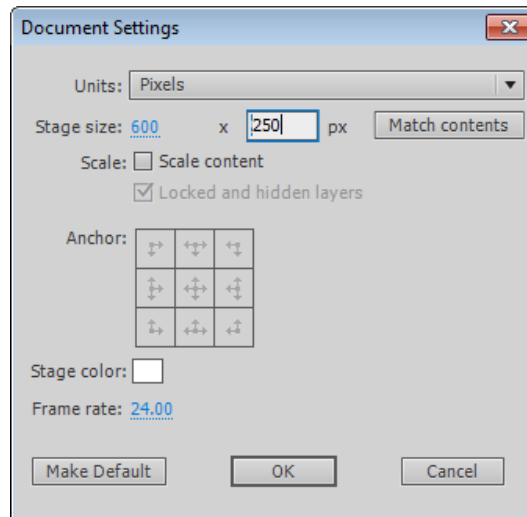 Document Settings
Units: Pixels
Stage size: 600 x 250 px Match contents
Scale: Scale content
Locked and hidden layers
Anchor:
Stage color:
Frame rate: 24.00
Make Default OK Cancel